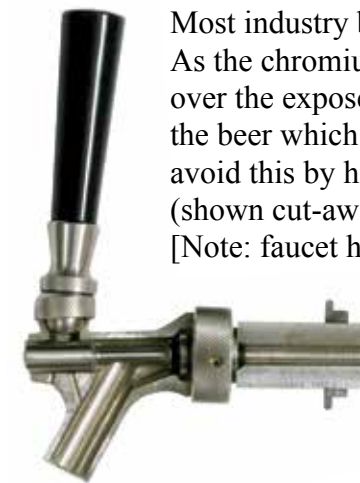 Most industry b
As the chromiu
over the expose
the beer which
avoid this by h
(shown cut-aw
[Note: faucet h